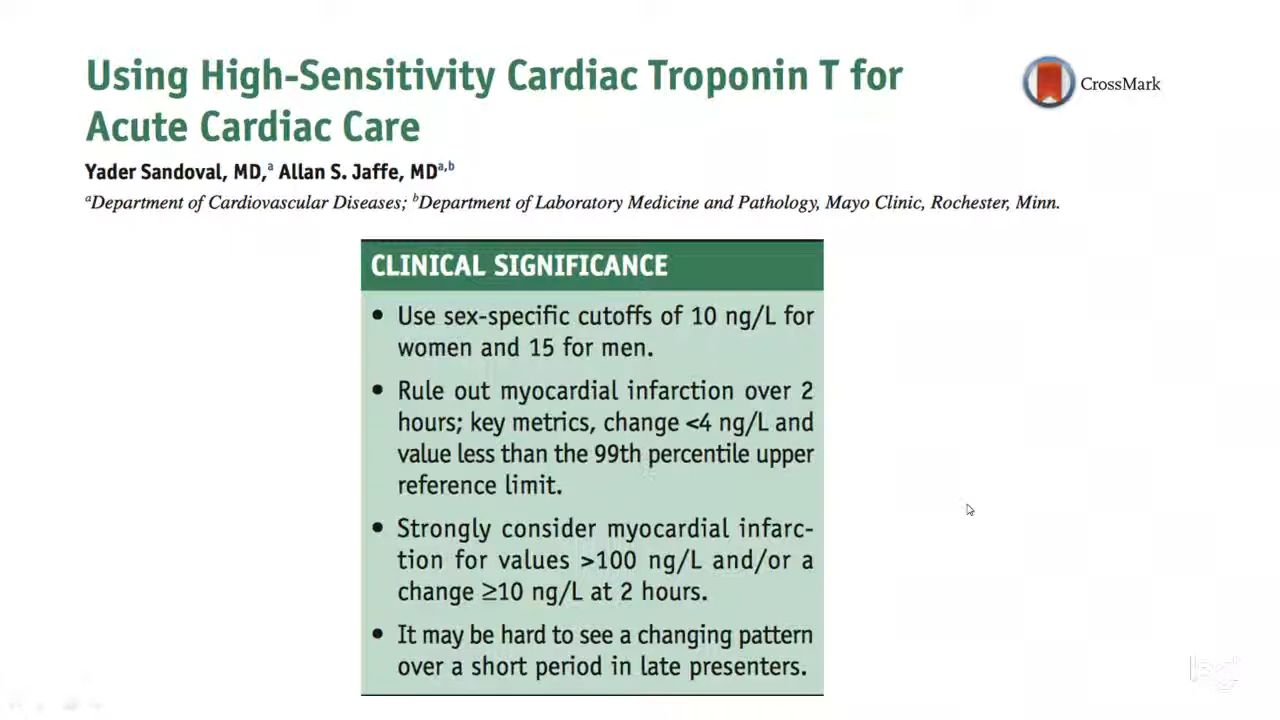 Using High-Sensitivity Cardiac Troponin T for
Acute Cardiac Care
CrossMark
Yader Sandoval, MD,ᵃ Allan S. Jaffe, MDᵃ,ᵇ
ᵃDepartment of Cardiovascular Diseases; ᵇDepartment of Laboratory Medicine and Pathology, Mayo Clinic, Rochester, Minn.
CLINICAL SIGNIFICANCE
• Use sex-specific cutoffs of 10 ng/L for
women and 15 for men.
• Rule out myocardial infarction over 2
hours; key metrics, change <4 ng/L and
value less than the 99th percentile upper
reference limit.
• Strongly consider myocardial infarc-
tion for values >100 ng/L and/or a
change ≥10 ng/L at 2 hours.
• It may be hard to see a changing pattern
over a short period in late presenters.